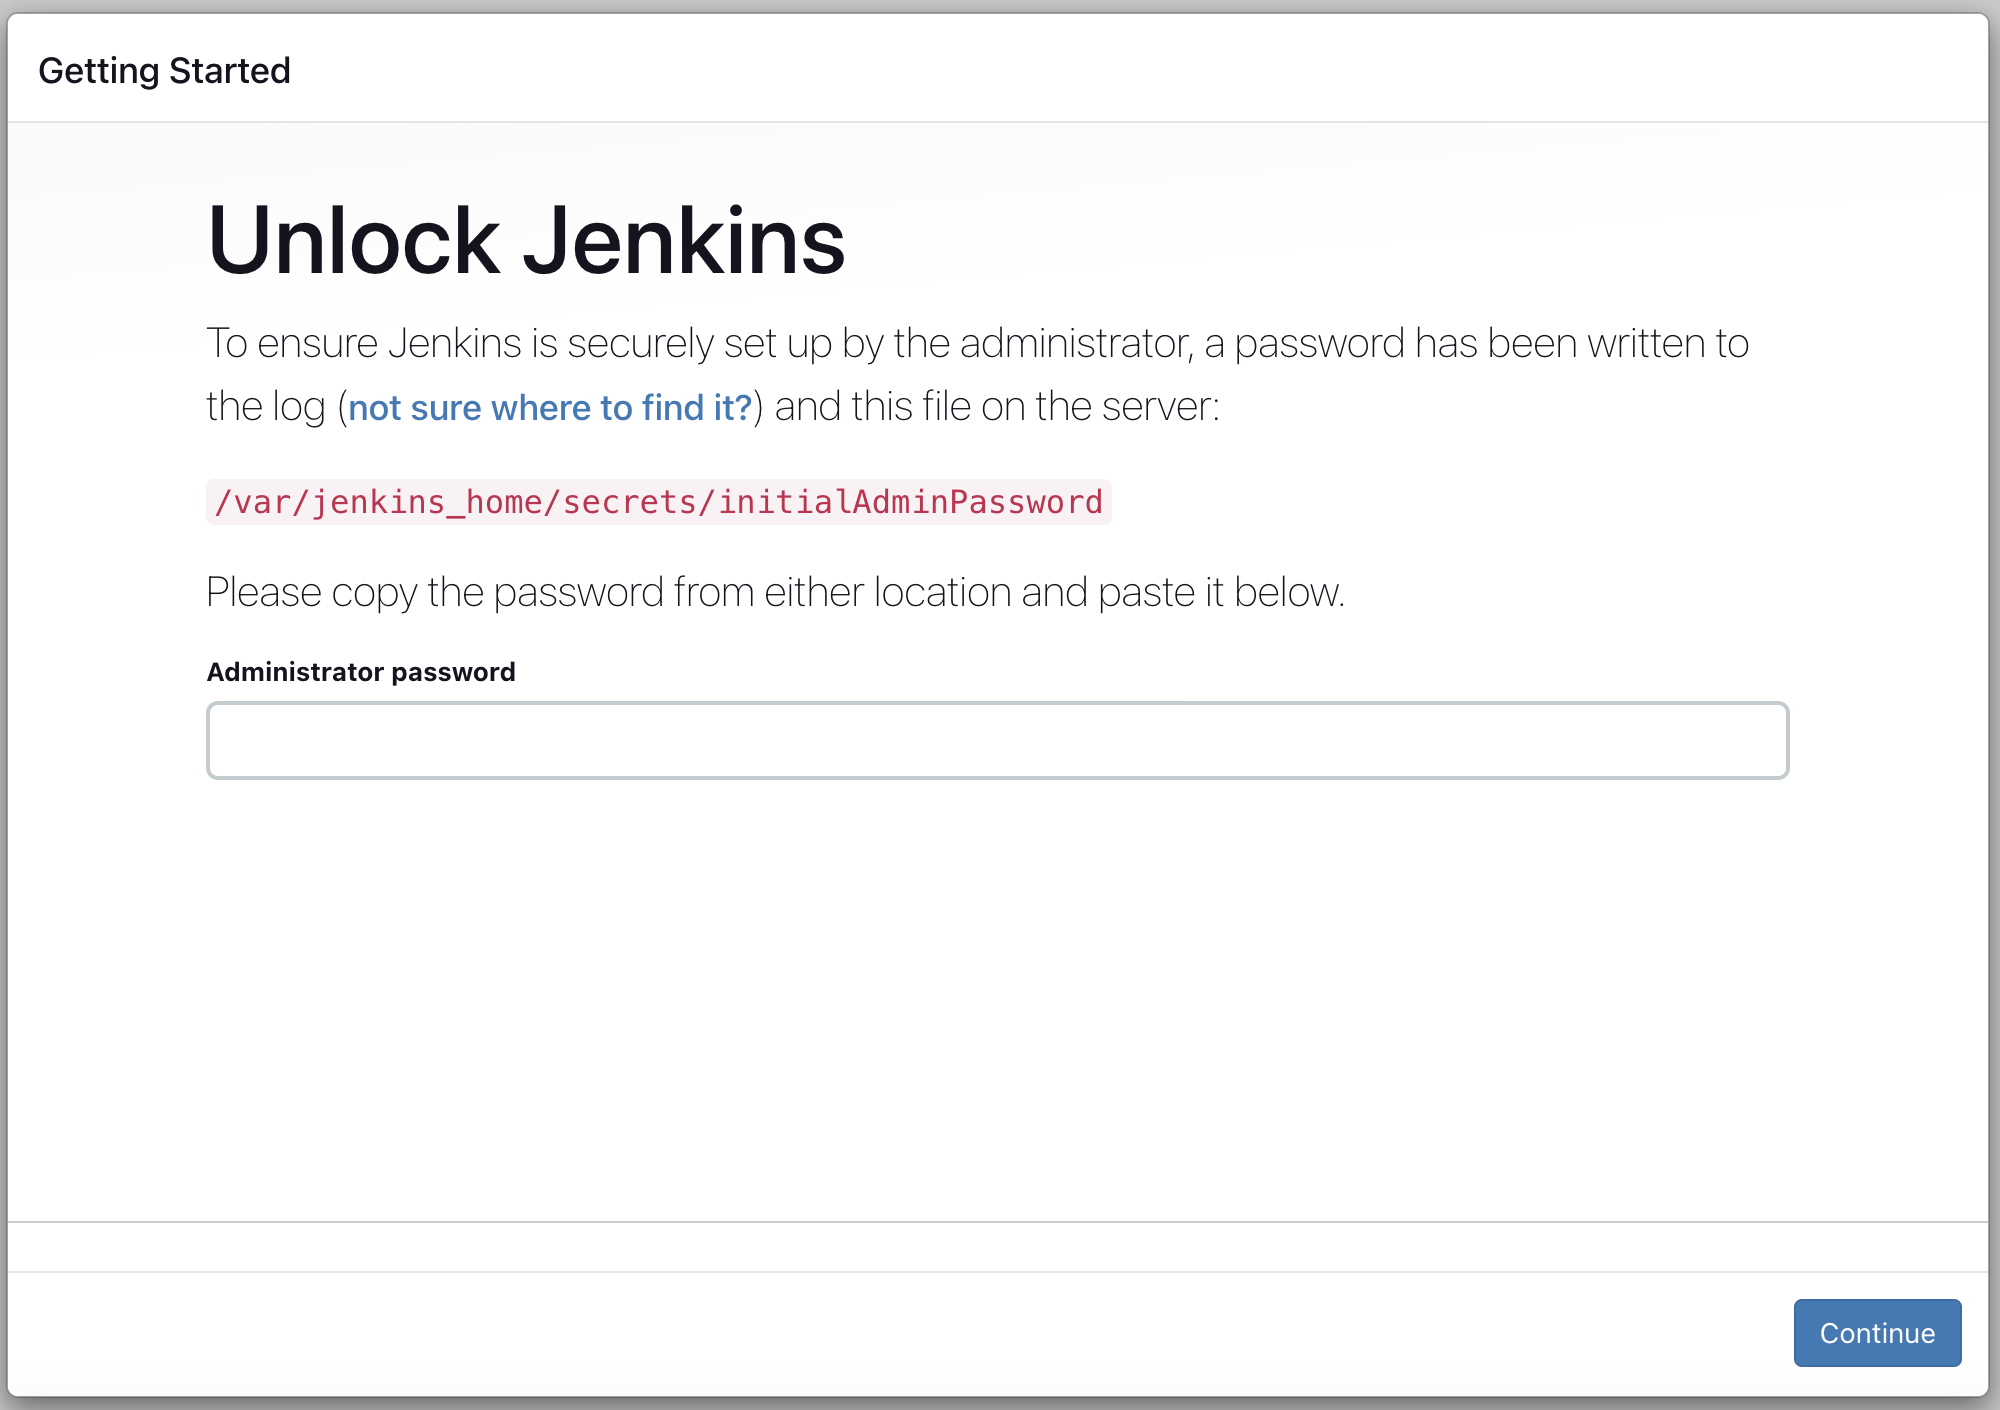 Getting Started
Unlock Jenkins
To ensure Jenkins is securely set up by the administrator, a password has been written to
the log (not sure where to find it?) and this file on the server:
/var/jenkins_home/secrets/initialAdminPassword
Please copy the password from either location and paste it below.
Administrator password
Continue